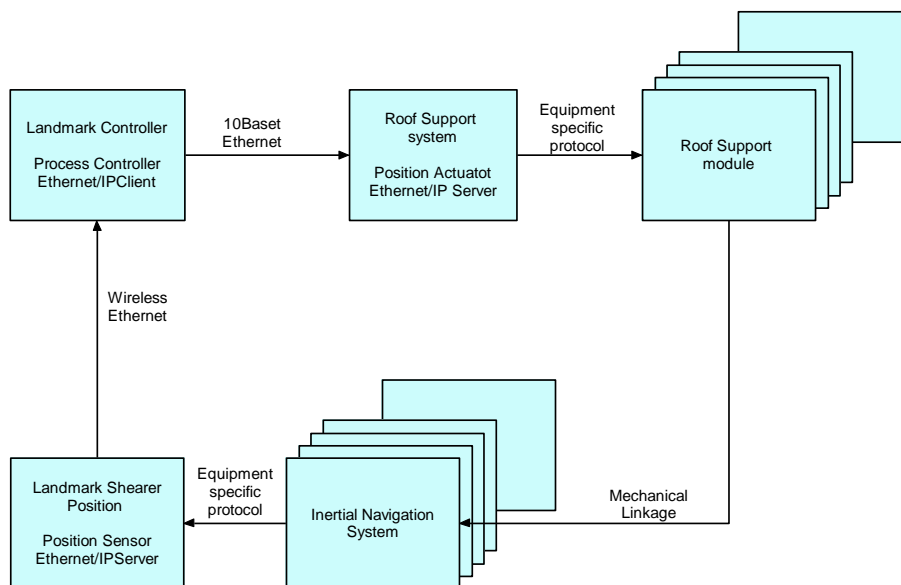 Landmark Controller
Process Controller
Ethernet/IPClient
10Baset
Ethernet
Roof Support
system
Position Actuatot
Ethernet/IP Server
Equipment
specific
protocol
Roof Support
module
Wireless
Ethernet
Landmark Shearer
Position
Position Sensor
Ethernet/IPServer
Equipment
specific
protocol
Inertial Navigation
System
Mechanical
Linkage